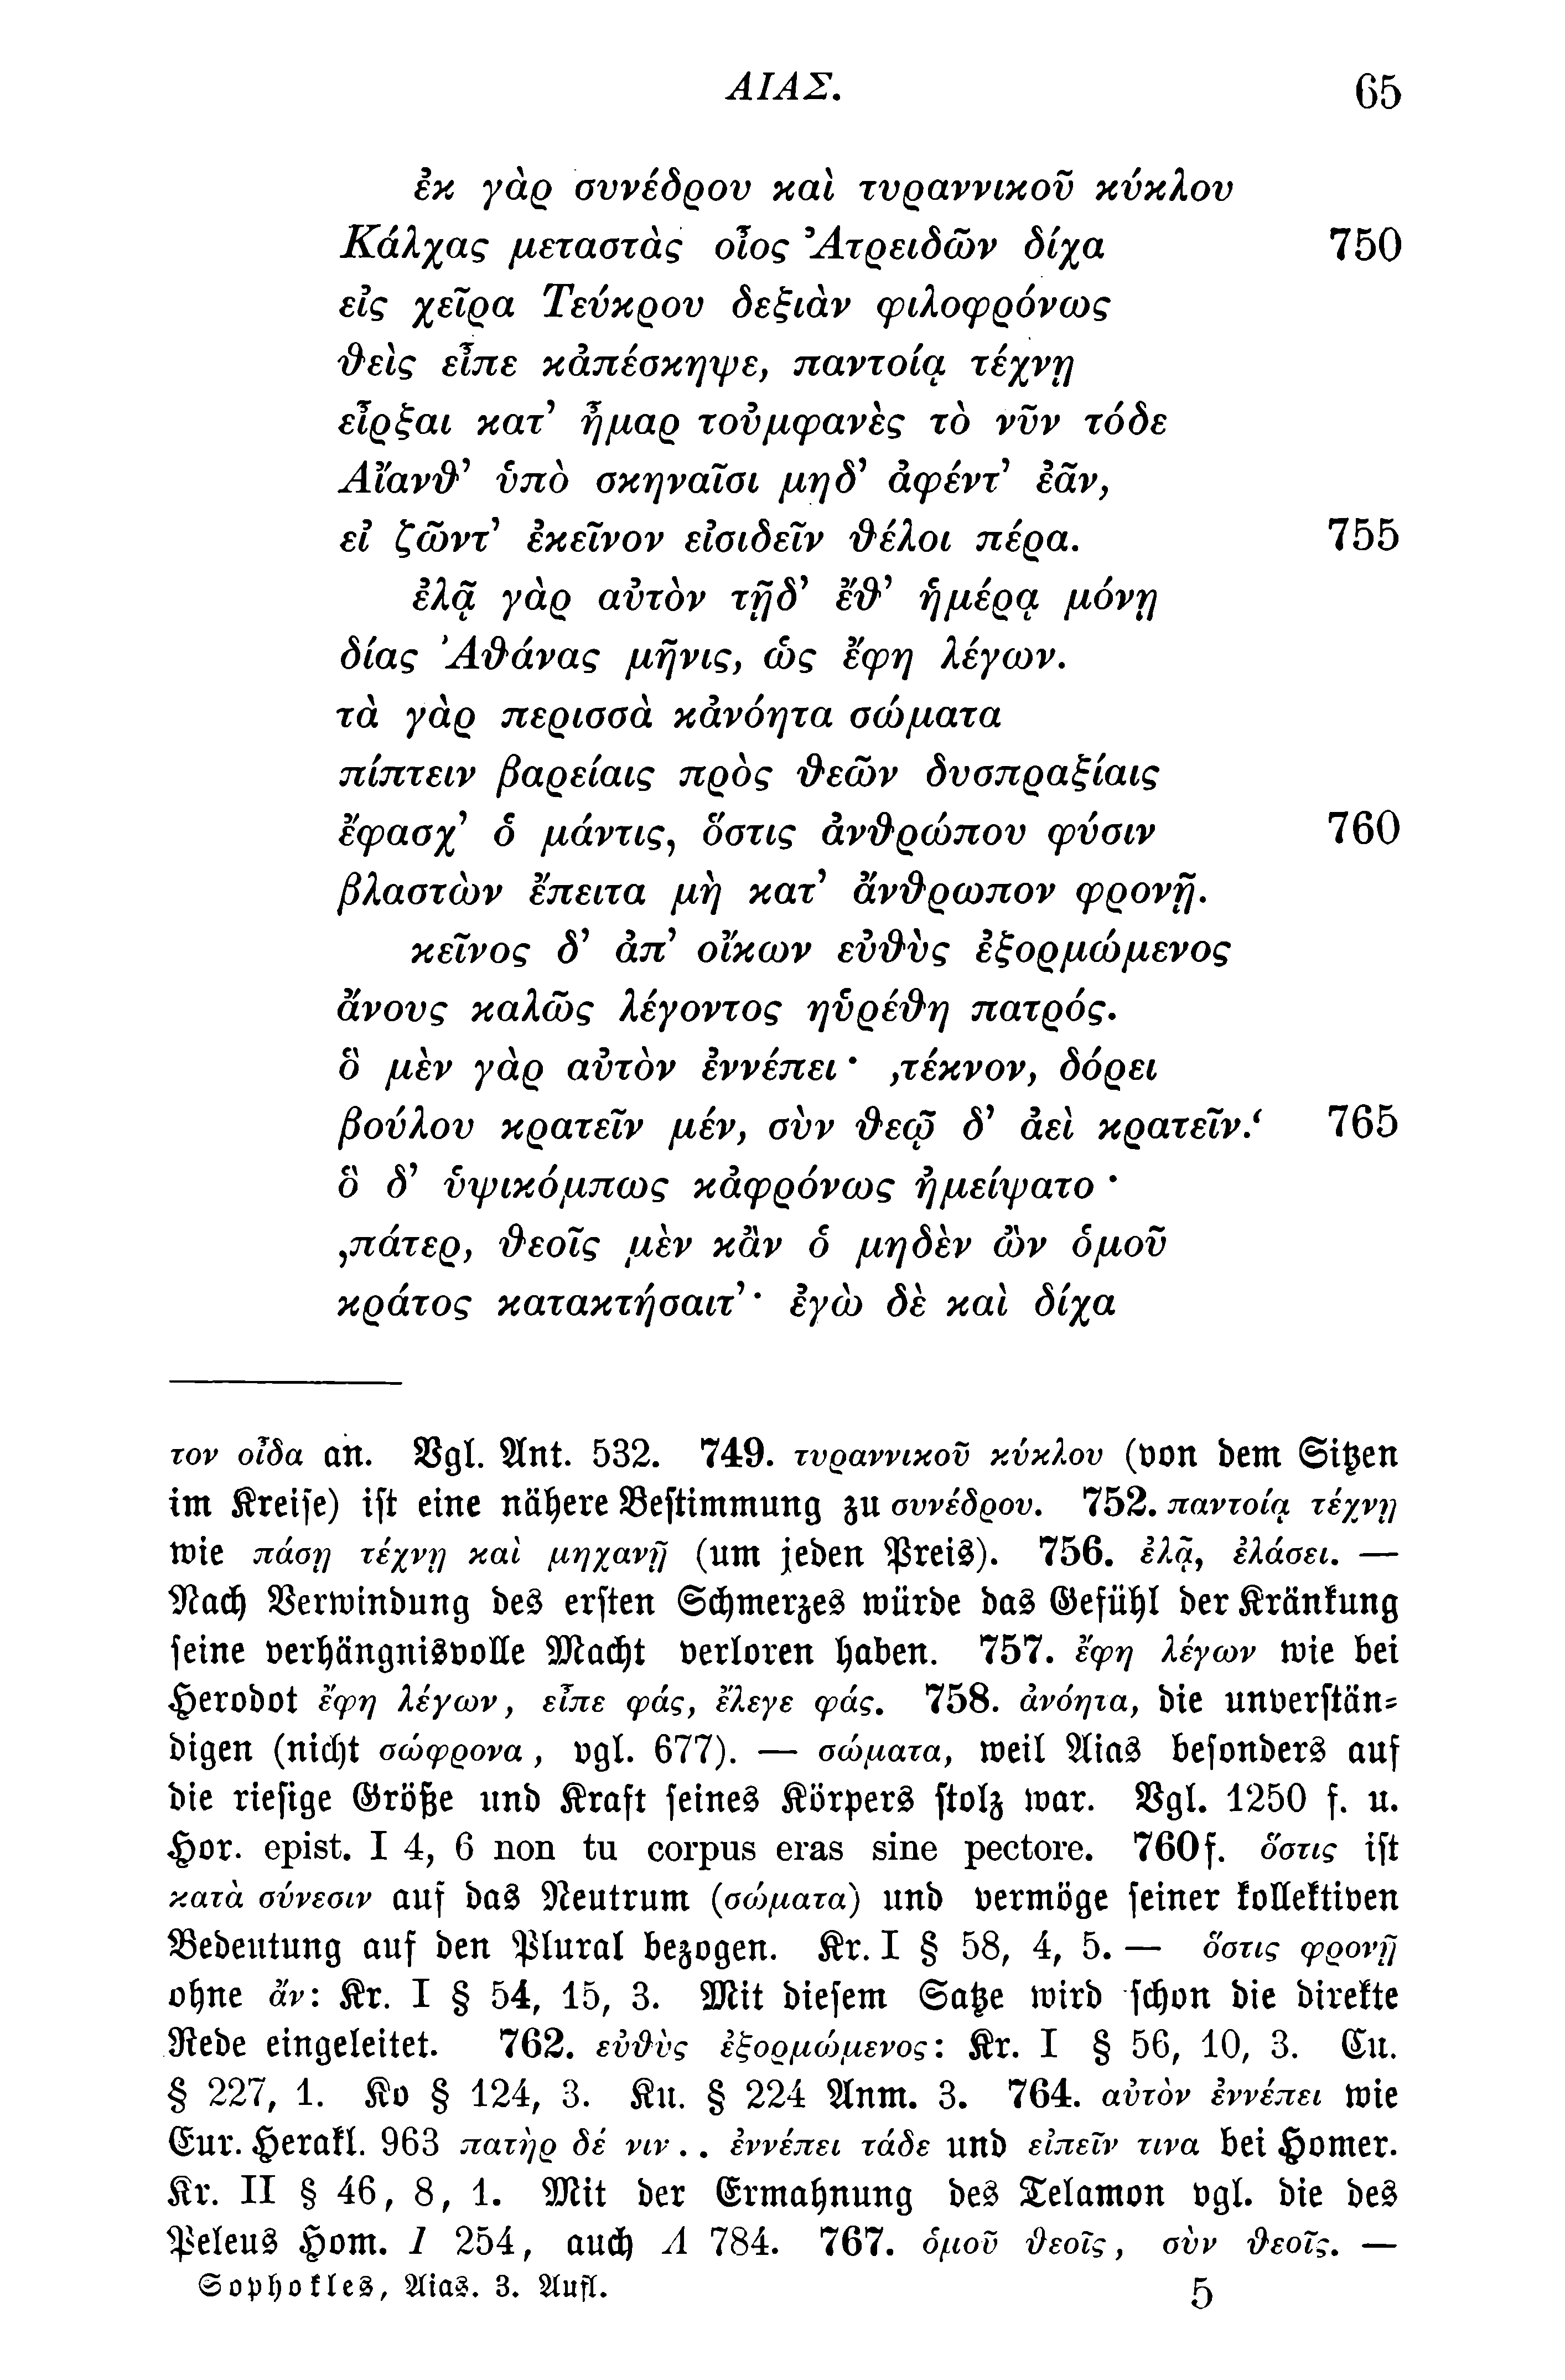 ΑΙΑΣ. 65
ἐκ γὰρ συνέδρου καὶ τυραννικοῦ κύκλου
Κάλχας μεταστὰς οἶος Ἀτρειδῶν δίχα 750
εἰς χεῖρα Τεύκρου δεξιὰν φιλοφρόνως
θεὶς εἶπε κἀπέσκηψε, παντοίᾳ τέχνῃ
εἶρξαι κατ’ ἦμαρ τοὐμφανὲς τὸ νῦν τόδε
Αἴανθ’ ὑπὸ σκηναῖσι μηδ’ ἀφέντ’ ἐᾶν,
εἰ ζῶντ’ ἐκεῖνον εἰσιδεῖν θέλοι πέρα. 755
ἐλᾷ γὰρ αὐτὸν τῇδ’ ἔθ’ ἡμέρᾳ μόνῃ
δίας Ἀθάνας μῆνις, ὡς ἔφη λέγων.
τὰ γὰρ περισσὰ κἀνόητα σώματα
πίπτειν βαρείαις πρὸς θεῶν δυσπραξίαις
ἔφασχ’ ὁ μάντις, ὅστις ἀνθρώπου φύσιν 760
βλαστὼν ἔπειτα μὴ κατ’ ἄνθρωπον φρονῇ.
κεῖνος δ’ ἀπ’ οἴκων εὐθὺς ἐξορμώμενος
ἄνους καλῶς λέγοντος ηὑρέθη πατρός.
ὃ μὲν γὰρ αὐτὸν ἐννέπει· ‚τέκνον, δόρει
βούλου κρατεῖν μέν, σὺν θεῷ δ’ ἀεὶ κρατεῖν.‘ 765
ὃ δ’ ὑψικόμπως κἀφρόνως ἠμείψατο·
‚πάτερ, θεοῖς μὲν κἂν ὁ μηδὲν ὢν ὁμοῦ
κράτος κατακτήσαιτ’· ἐγὼ δὲ καὶ δίχα
τον οἶδα an. Vgl. Ant. 532. 749. τυραννικοῦ κύκλου (von dem Sitzen
im Kreise) ist eine nähere Bestimmung zu συνέδρου. 752. παντοίᾳ τέχνῃ
wie πάσῃ τέχνῃ καὶ μηχανῇ (um jeden Preis). 756. ἐλᾷ, ἐλάσει. —
Nach Verwindung des ersten Schmerzes würde das Gefühl der Kränkung
seine verhängnisvolle Macht verloren haben. 757. ἔφη λέγων wie bei
Herodot ἔφη λέγων, εἶπε φάς, ἔλεγε φάς. 758. ἀνόητα, die unverstän-
digen (nicht σώφρονα, vgl. 677). — σώματα, weil Aias besonders auf
die riesige Größe und Kraft seines Körpers stolz war. Vgl. 1250 f. u.
Hor. epist. I 4, 6 non tu corpus eras sine pectore. 760 f. ὅστις ist
κατὰ σύνεσιν auf das Neutrum (σώματα) und vermöge seiner kollektiven
Bedeutung auf den Plural bezogen. Kr. I § 58, 4, 5. — ὅστις φρονῇ
ohne ἄν: Kr. I § 54, 15, 3. Mit diesem Satze wird schon die direkte
Rede eingeleitet. 762. εὐθὺς ἐξορμώμενος: Kr. I § 56, 10, 3. Cu.
§ 227, 1. Ko § 124, 3. Ku. § 224 Anm. 3. 764. αὐτὸν ἐννέπει wie
Eur. Herakl. 963 πατὴρ δέ νιν .. ἐννέπει τάδε und εἰπεῖν τινα bei Homer.
Kr. II § 46, 8, 1. Mit der Ermahnung des Telamon vgl. die des
Peleus Hom. I 254, auch Λ 784. 767. ὁμοῦ θεοῖς, σὺν θεοῖς. —
Sophokles, Aias. 3. Aufl. 5